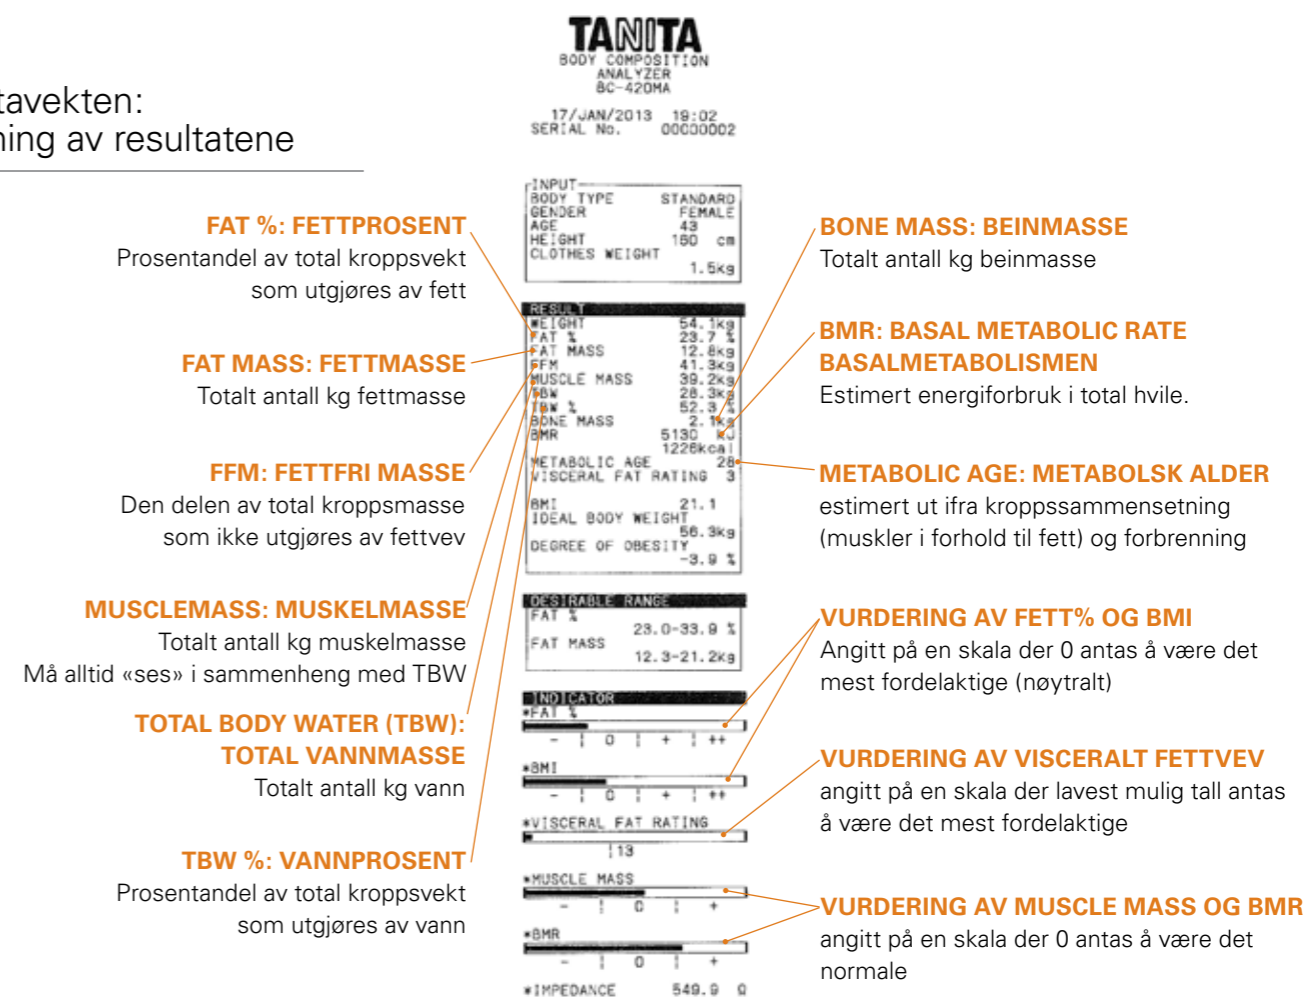 TANITA
BODY COMPOSITION
ANALYZER
BC-420MA
17/JAN/2013 19:02
SERIAL No. 00000002
tavekten:
ning av resultatene
FAT %: FETTPROSENT
Prosentandel av total kroppsvekt
som utgjøres av fett
FAT MASS: FETTMASSE
Totalt antall kg fettmasse
FFM: FETTFRI MASSE
Den delen av total kroppsmasse
som ikke utgjøres av fettvev
MUSCLEMASS: MUSKELMASSE
Totalt antall kg muskelmasse
Må alltid «ses» i sammenheng med TBW
TOTAL BODY WATER (TBW):
TOTAL VANNMASSE
Totalt antall kg vann
TBW %: VANNPROSENT
Prosentandel av total kroppsvekt
som utgjøres av vann
INPUT
BODY TYPE STANDARD
GENDER FEMALE
AGE 43
HEIGHT 160 cm
CLOTHES WEIGHT
1.5kg
RESULT
WEIGHT 54.1kg
FAT % 23.7 %
FAT MASS 12.8kg
FFM 41.3kg
MUSCLE MASS 39.2kg
TBW 28.3kg
TBW % 52.3 %
BONE MASS 2.1kg
BMR 5130 kJ
1226kcal
METABOLIC AGE 28
VISCERAL FAT RATING 3
BMI 21.1
IDEAL BODY WEIGHT
56.3kg
DEGREE OF OBESITY
-3.9 %
DESIRABLE RANGE
FAT %
23.0-33.9 %
FAT MASS
12.3-21.2kg
INDICATOR
*FAT %
- | 0 | + | ++
*BMI
- | 0 | + | ++
*VISCERAL FAT RATING
|13
*MUSCLE MASS
- | 0 | +
*BMR
- | 0 | +
*IMPEDANCE 549.9 Ω
BONE MASS: BEINMASSE
Totalt antall kg beinmasse
BMR: BASAL METABOLIC RATE
BASALMETABOLISMEN
Estimert energiforbruk i total hvile.
METABOLIC AGE: METABOLSK ALDER
estimert ut ifra kroppssammensetning
(muskler i forhold til fett) og forbrenning
VURDERING AV FETT% OG BMI
Angitt på en skala der 0 antas å være det
mest fordelaktige (nøytralt)
VURDERING AV VISCERALT FETTVEV
angitt på en skala der lavest mulig tall antas
å være det mest fordelaktige
VURDERING AV MUSCLE MASS OG BMR
angitt på en skala der 0 antas å være det
normale